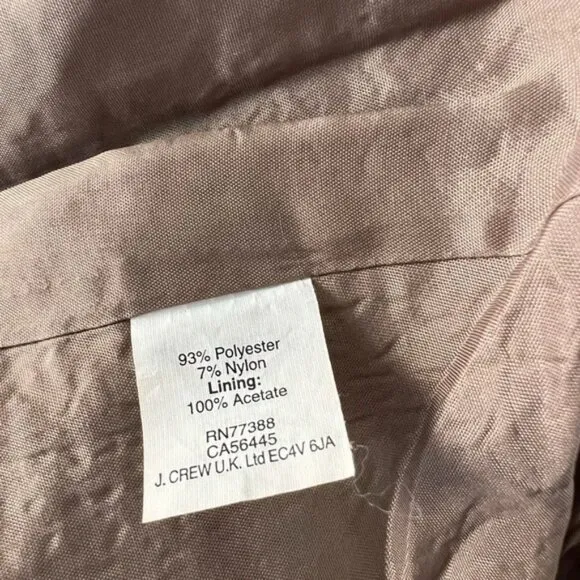 93% Polyester
7% Nylon
Lining:
100% Acetate
RN77388
CA56445
J. CREW U.K. Ltd EC4V 6JA